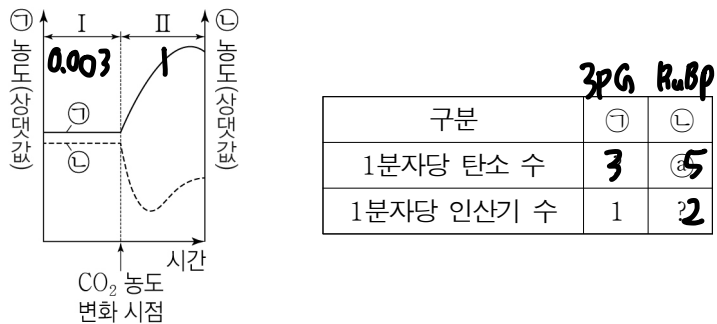 ㉠ I II ㉡
농도(상댓값) 0.003 1 농도(상댓값)
㉠
㉡
시간
CO₂ 농도
변화 시점
3PG RuBP
구분 ㉠ ㉡
1분자당 탄소 수 3 ⓐ 5
1분자당 인산기 수 1 ? 2